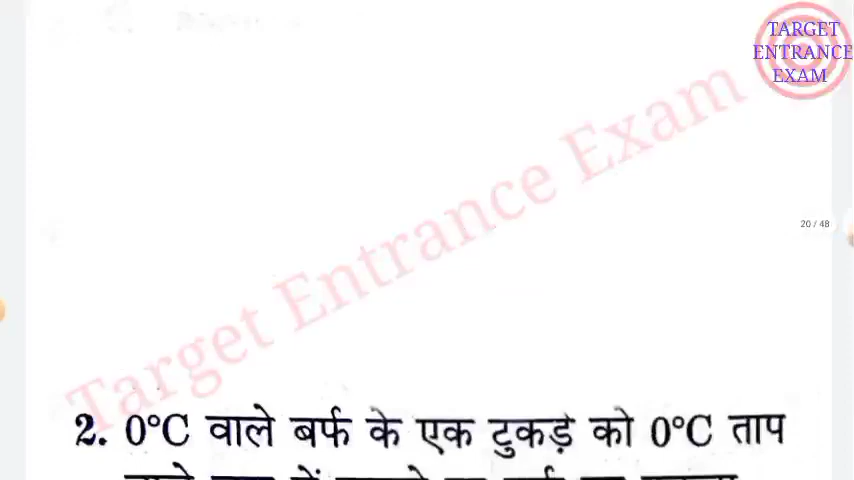 TARGET
ENTRANCE
EXAM
Target Entrance Exam
20 / 48
2. 0°C वाले बर्फ के एक टुकड़े को 0°C ताप